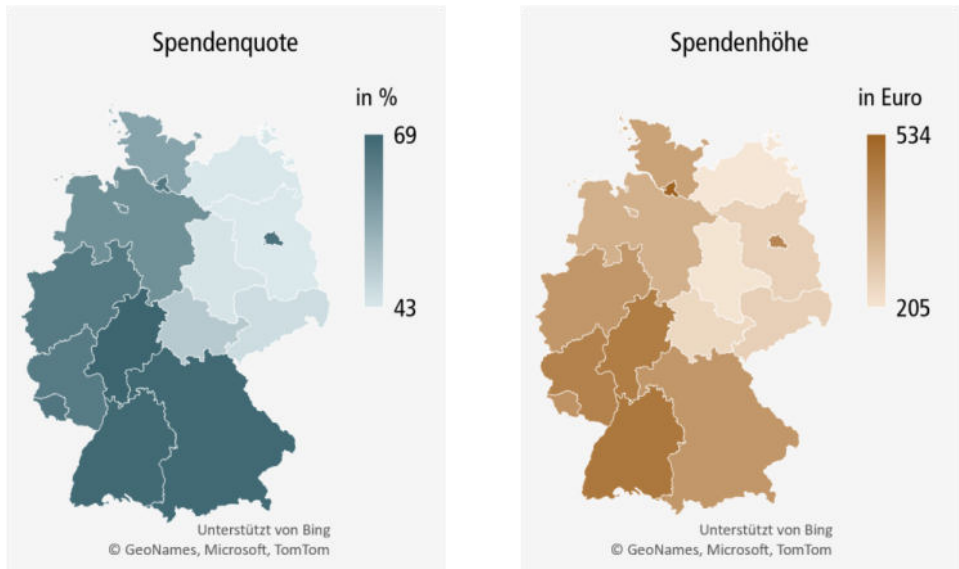 Spendenquote
in %
69
43
Unterstützt von Bing
© GeoNames, Microsoft, TomTom
Spendenhöhe
in Euro
534
205
Unterstützt von Bing
© GeoNames, Microsoft, TomTom